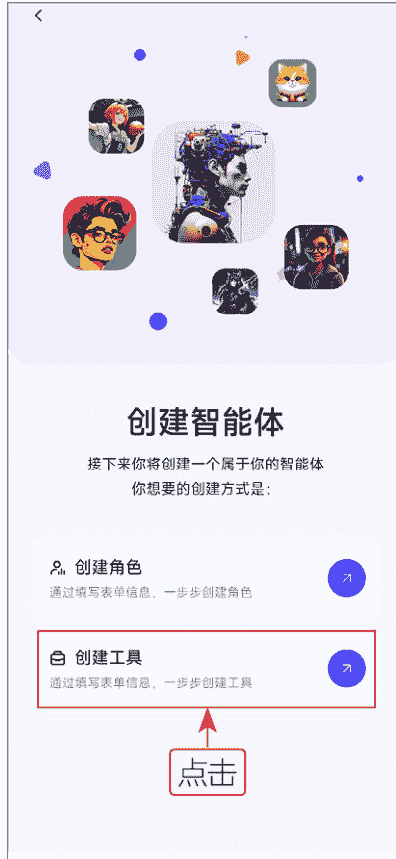 创建智能体
接下来你将创建一个属于你的智能体
你想要的创建方式是：
创建角色
通过填写表单信息，一步步创建角色
创建工具
通过填写表单信息，一步步创建工具
点击